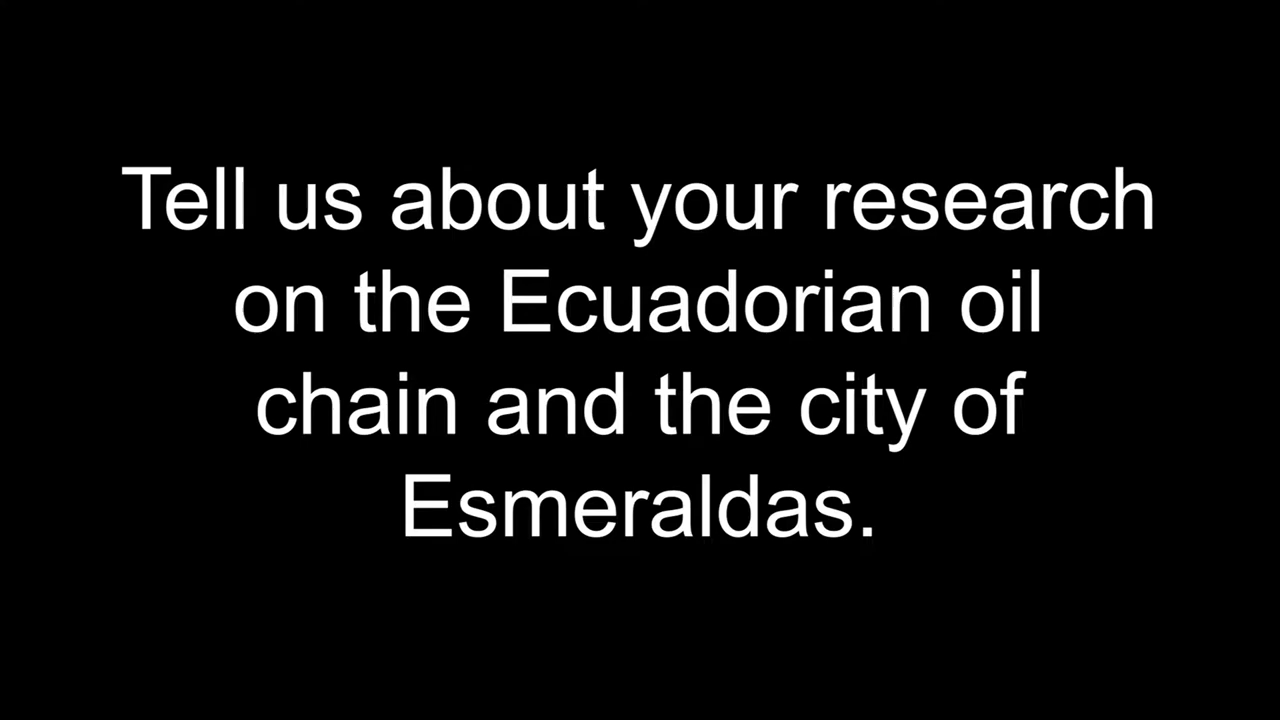 Tell us about your research
on the Ecuadorian oil
chain and the city of
Esmeraldas.